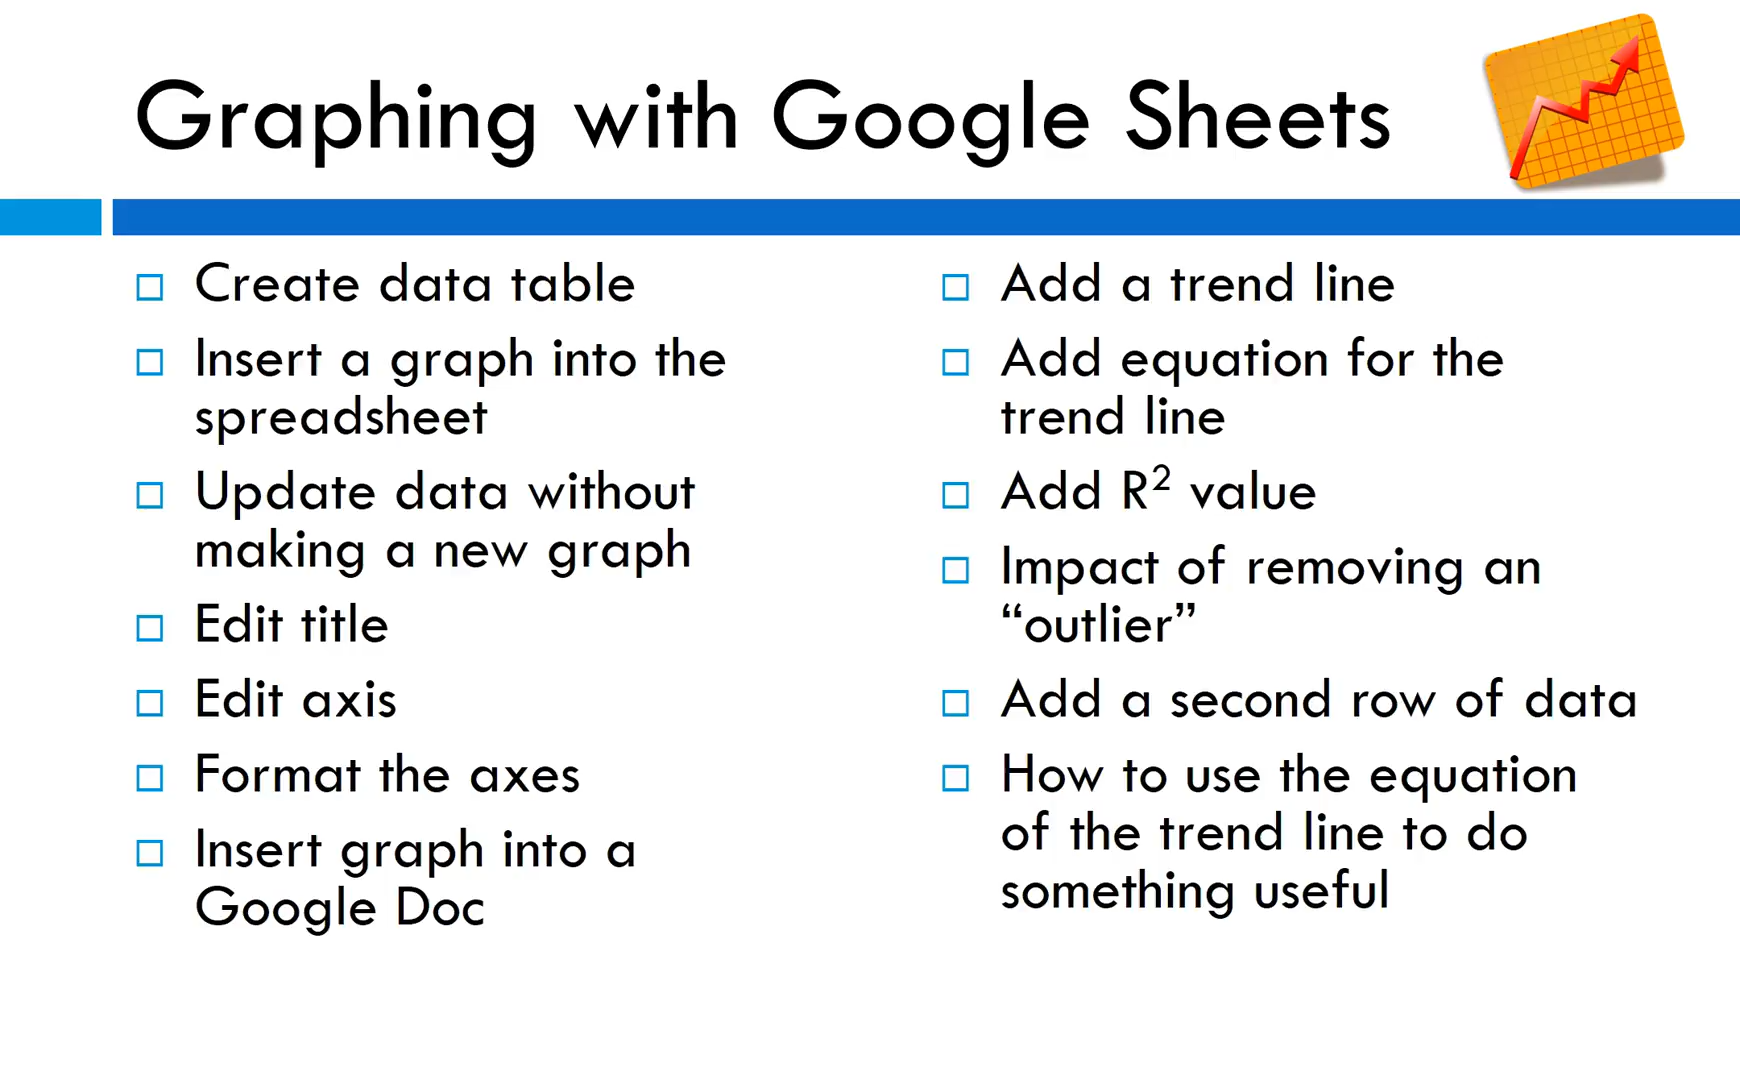 Graphing with Google Sheets
Create data table
Insert a graph into the
spreadsheet
Update data without
making a new graph
Edit title
Edit axis
Format the axes
Insert graph into a
Google Doc
Add a trend line
Add equation for the
trend line
Add R² value
Impact of removing an
“outlier”
Add a second row of data
How to use the equation
of the trend line to do
something useful